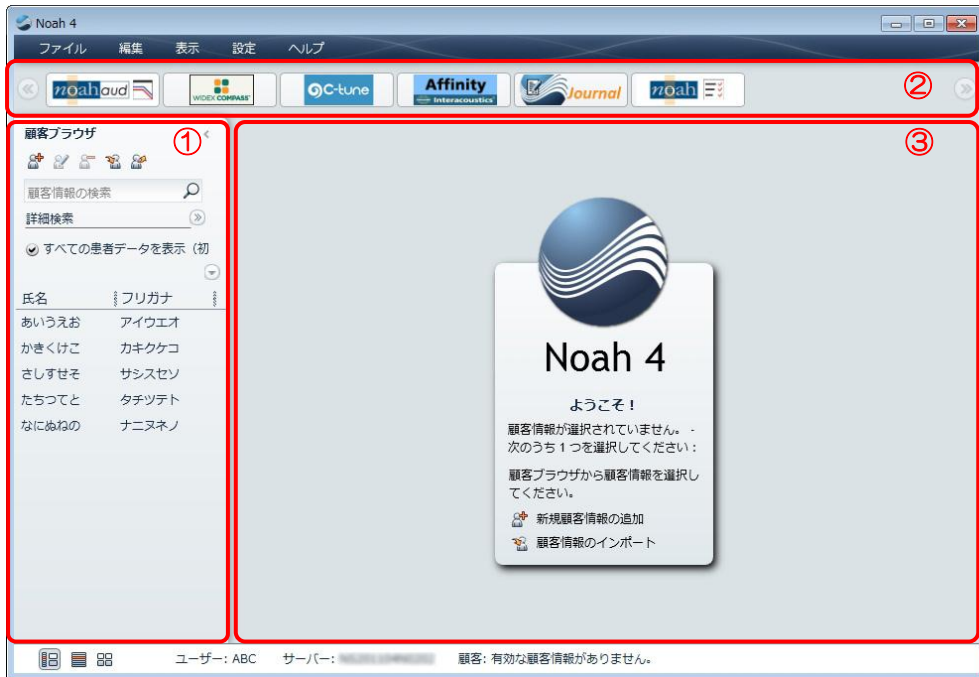 Noah 4
ファイル 編集 表示 設定 ヘルプ
noah aud WIDEX COMPASS C-tune Affinity Interacoustics Journal noah ②
顧客ブラウザ ① ③
顧客情報の検索
詳細検索
すべての患者データを表示（初
氏名 フリガナ
あいうえお アイウエオ
かきくけこ カキクケコ
さしすせそ サシスセソ
たちつてと タチツテト
なにぬねの ナニヌネノ
Noah 4
ようこそ！
顧客情報が選択されていません。 -
次のうち 1 つを選択してください：
顧客ブラウザから顧客情報を選択し
てください。
新規顧客情報の追加
顧客情報のインポート
ユーザー: ABC サーバー: 顧客: 有効な顧客情報がありません。